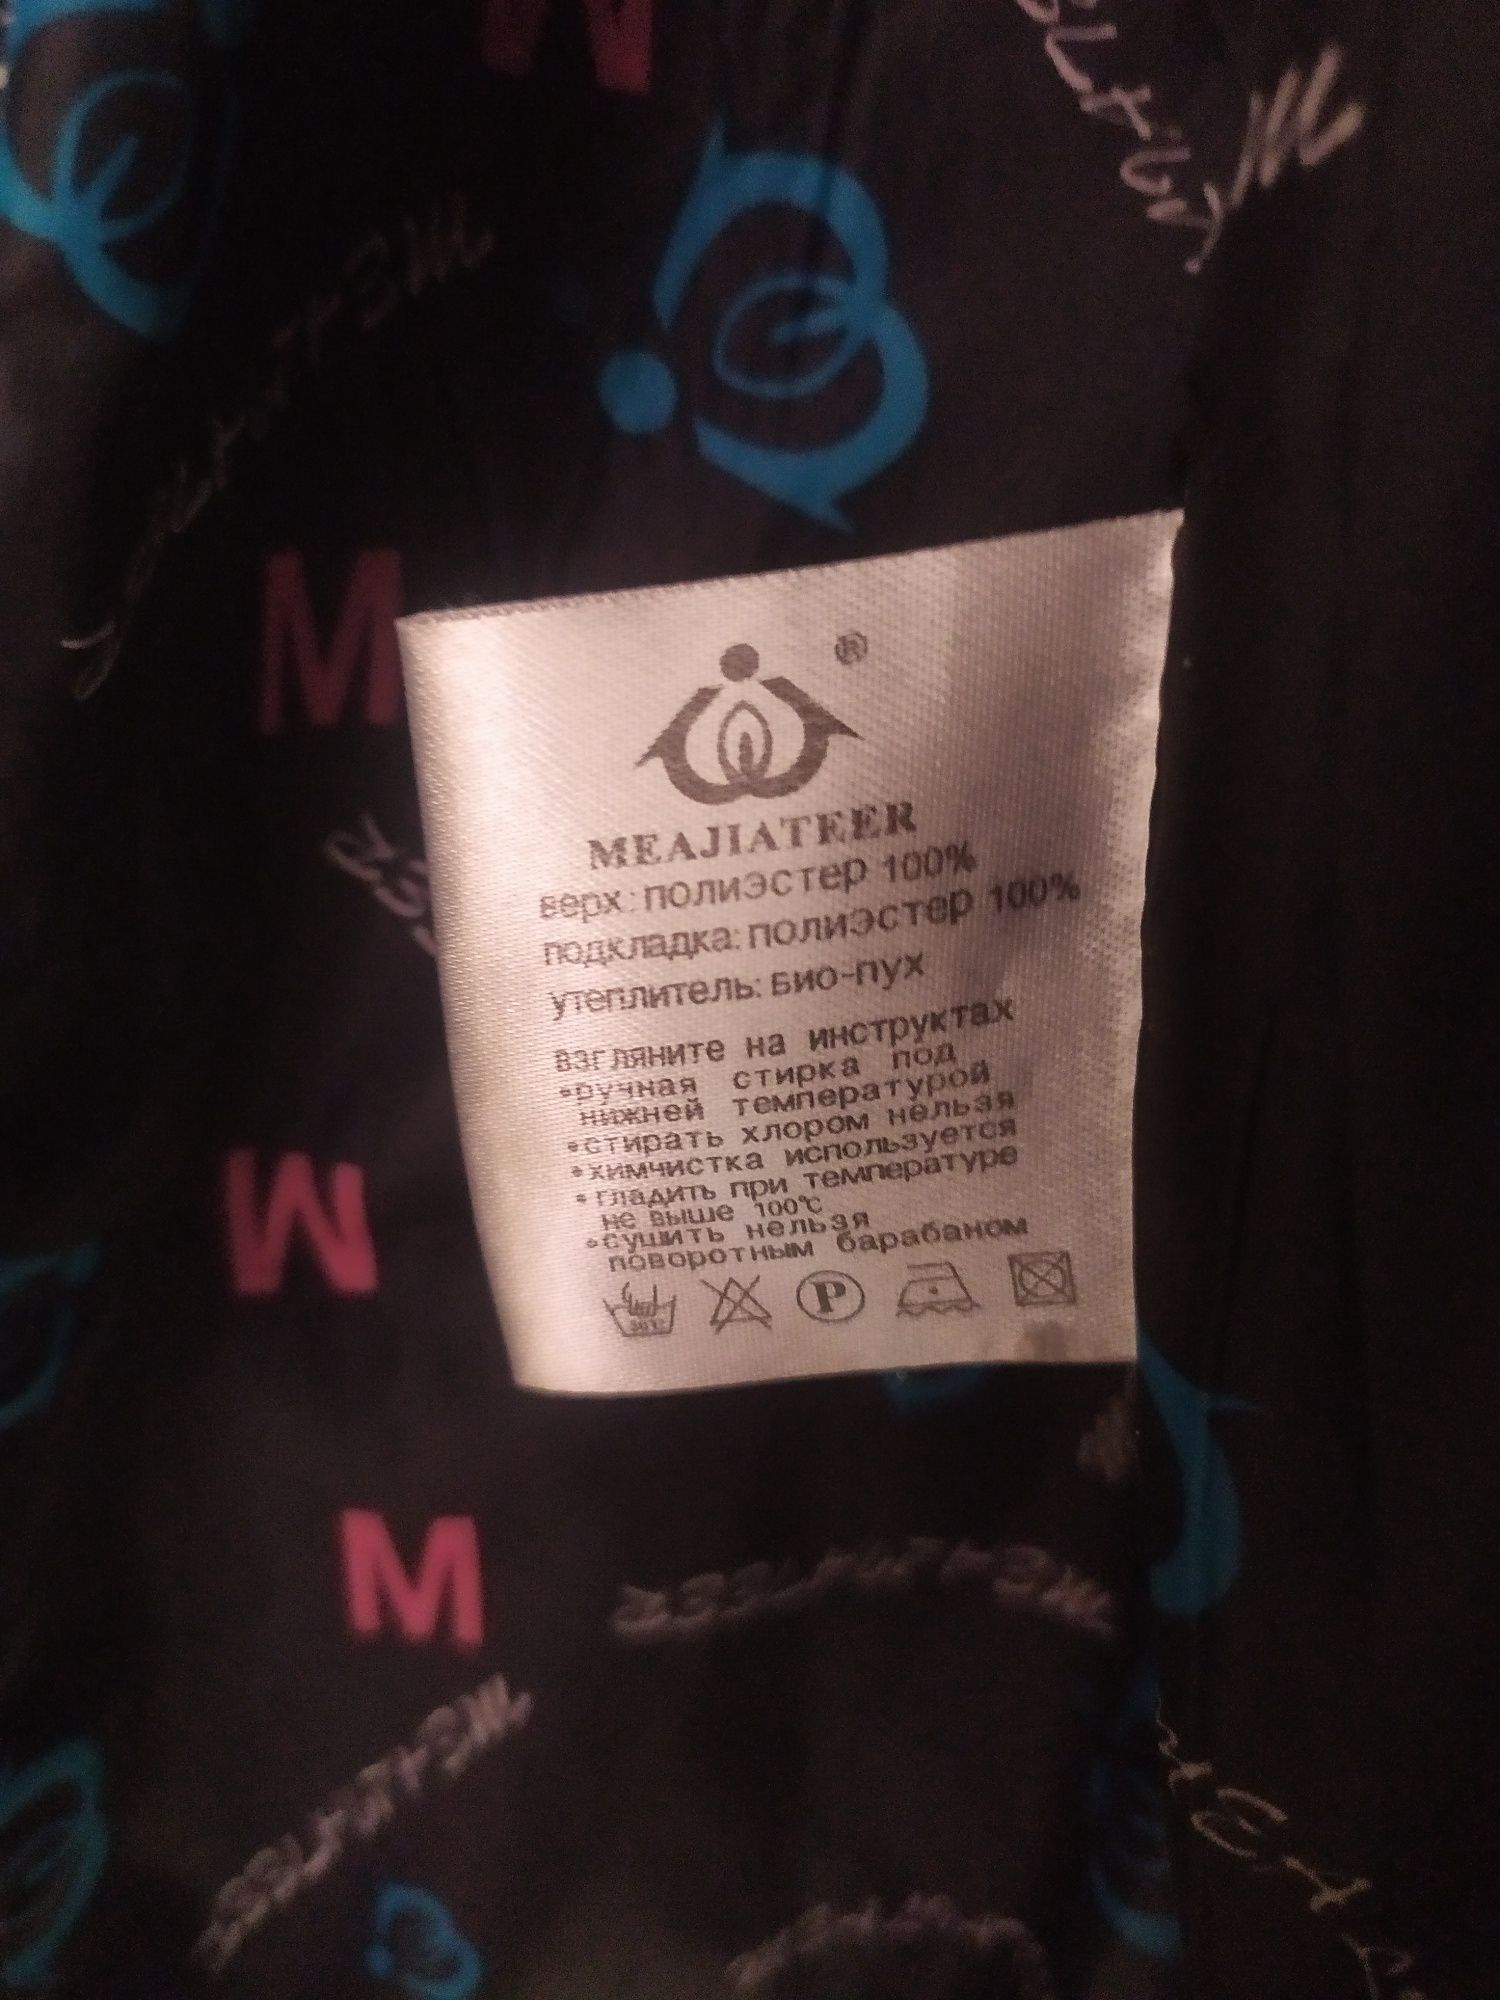 ®
MEAJIATEER
верх: полиэстер 100%
подкладка: полиэстер 100%
утеплитель: био-пух
взгляните на инструктах
•ручная стирка под
нижней температурой
•стирать хлором нельзя
•химчистка используется
•гладить при температуре
не выше 100℃
•сушить нельзя
поворотным барабаном
30℃
P
M
M
M
M